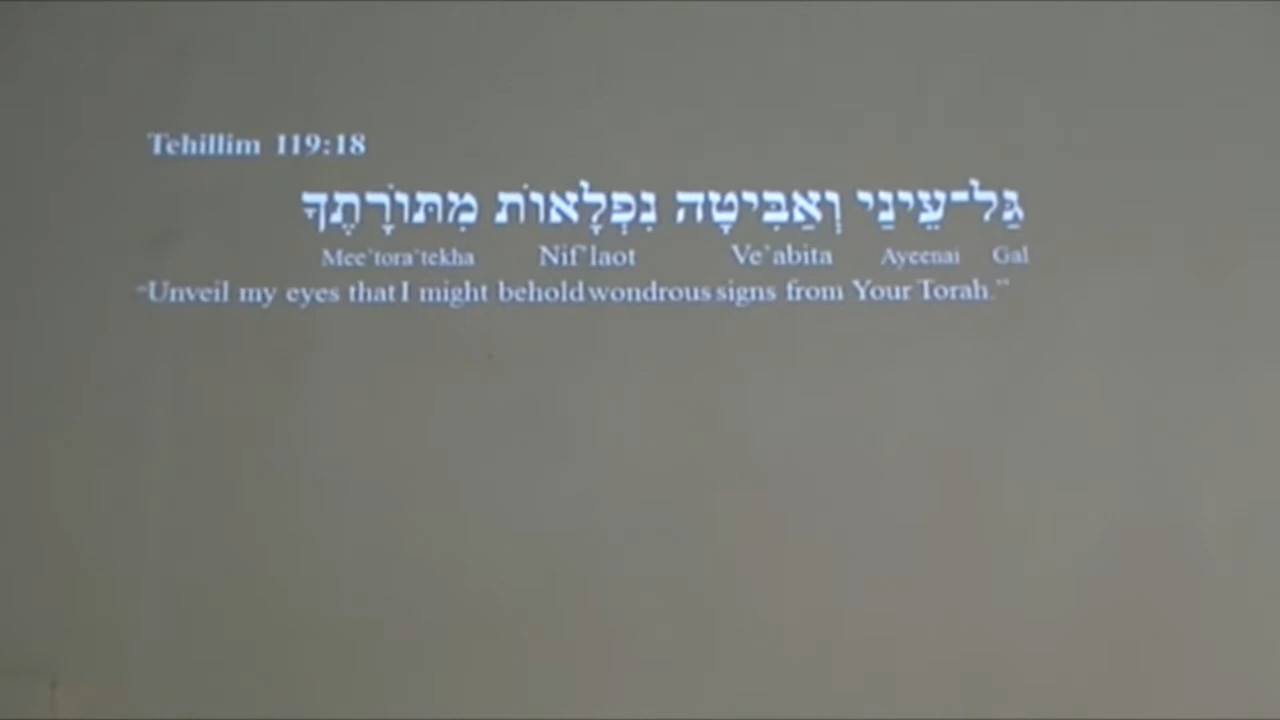 Tehillim 119:18
גַּל־עֵינַי וְאַבִּיטָה נִפְלָאוֹת מִתּוֹרָתֶךָ
Mee'tora'tekha Nif'laot Ve'abita Ayeenai Gal
"Unveil my eyes that I might behold wondrous signs from Your Torah."